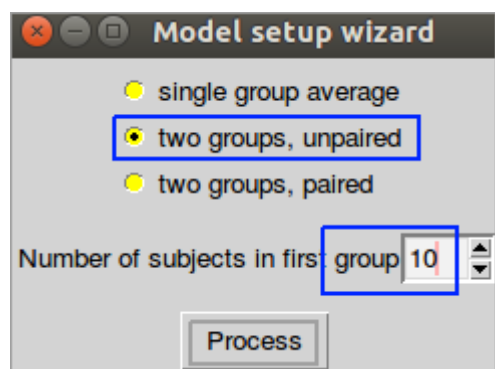 Model setup wizard
single group average
two groups, unpaired
two groups, paired
Number of subjects in first group 10
Process